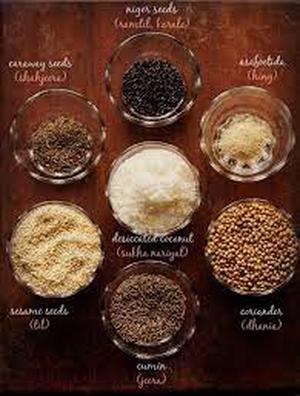 niger seeds
(ramtil, karala)
caraway seeds
(shahjeera)
asafoetida
(hing)
desiccated coconut
(sukha nariyal)
sesame seeds
(til)
coriander
(dhania)
cumin
(jeera)